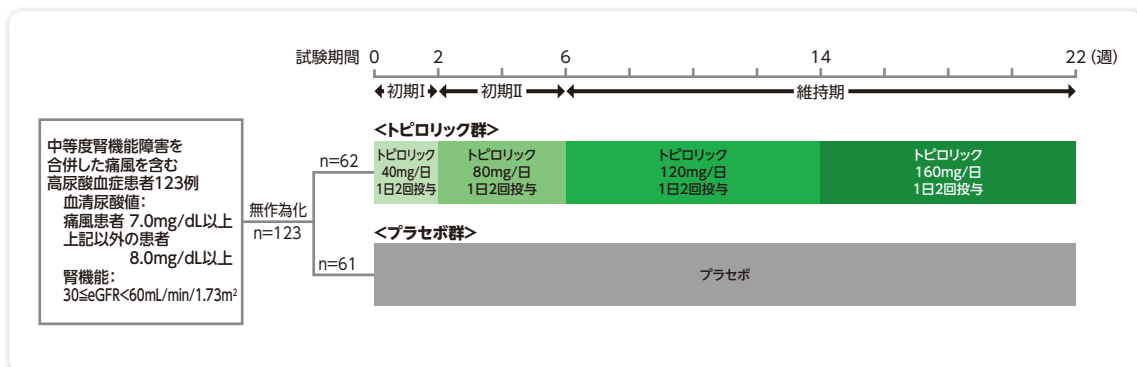 試験期間 0 2 6 14 22 (週)
初期Ⅰ 初期Ⅱ 維持期
中等度腎機能障害を
合併した痛風を含む
高尿酸血症患者123例
血清尿酸値：
痛風患者 7.0mg/dL以上
上記以外の患者
8.0mg/dL以上
腎機能：
30≦eGFR<60mL/min/1.73m²
無作為化
n=123
n=62
<トピロリック群>
トピロリック
40mg/日
1日2回投与
トピロリック
80mg/日
1日2回投与
トピロリック
120mg/日
1日2回投与
トピロリック
160mg/日
1日2回投与
n=61
<プラセボ群>
プラセボ